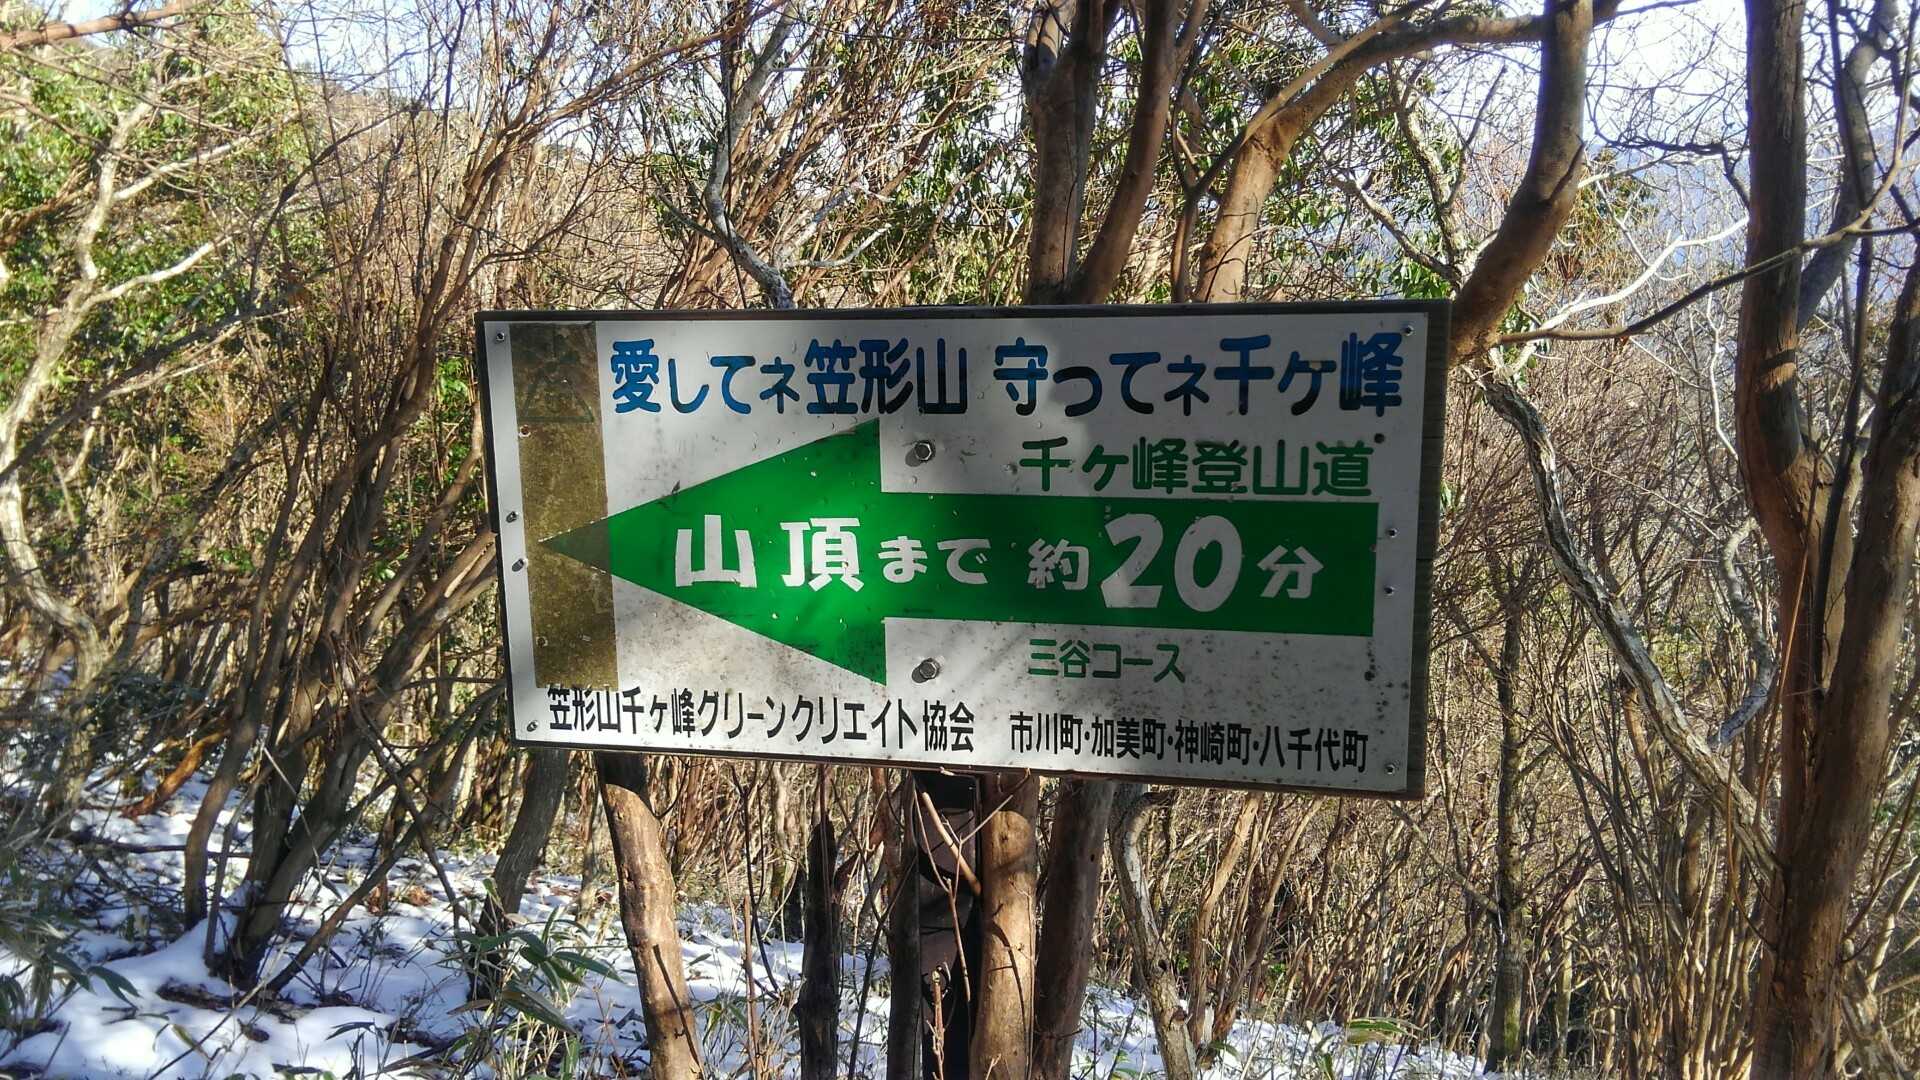 愛してネ笠形山 守ってネ千ケ峰
千ヶ峰登山道
山頂まで 約20分
三谷コース
笠形山千ヶ峰グリーンクリエイト協会 市川町・加美町・神崎町・八千代町